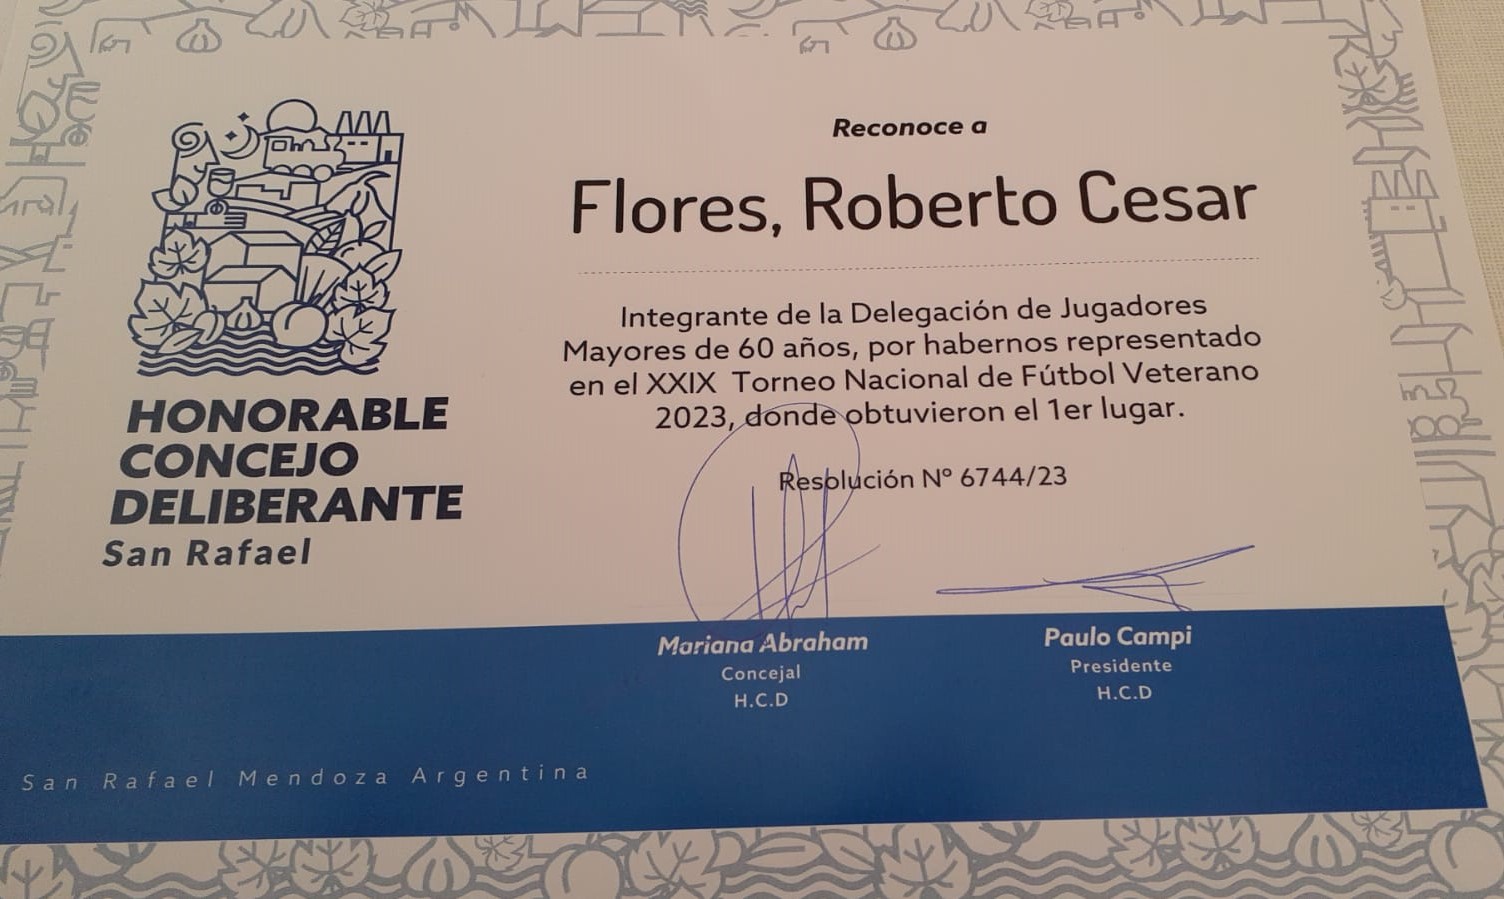 HONORABLE
CONCEJO
DELIBERANTE
San Rafael
Reconoce a
Flores, Roberto Cesar
Integrante de la Delegación de Jugadores
Mayores de 60 años, por habernos representado
en el XXIX Torneo Nacional de Fútbol Veterano
2023, donde obtuvieron el 1er lugar.
Resolución Nº 6744/23
Mariana Abraham
Concejal
H.C.D
Paulo Campi
Presidente
H.C.D
San Rafael Mendoza Argentina